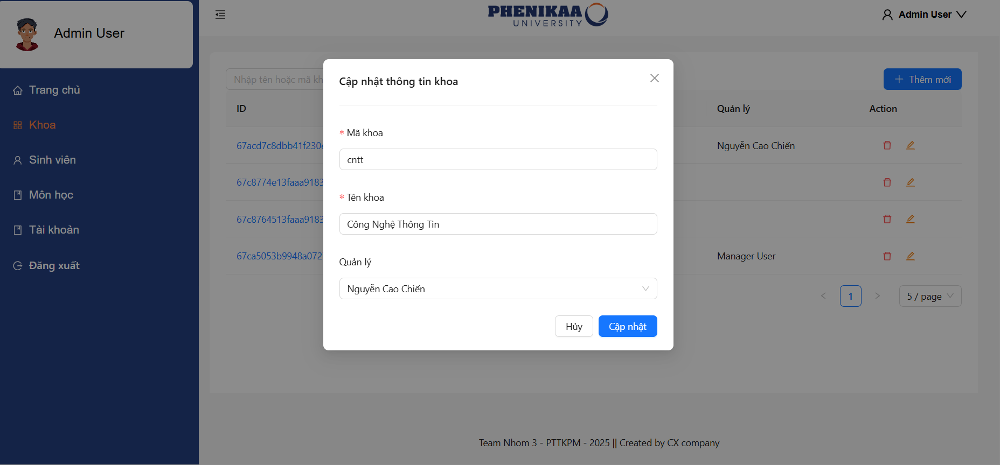 Admin User
Trang chủ
Khoa
Sinh viên
Môn học
Tài khoản
Đăng xuất
PHENIKAA
UNIVERSITY
Admin User
Nhập tên hoặc mã kh
Thêm mới
ID
Quản lý
Action
67acd7c8dbb41f230
Nguyễn Cao Chiến
67c8774e13faaa9183
67c8764513faaa9183
67ca5053b9948a072
Manager User
1
5 / page
Cập nhật thông tin khoa
* Mã khoa
cntt
* Tên khoa
Công Nghệ Thông Tin
Quản lý
Nguyễn Cao Chiến
Hủy
Cập nhật
Team Nhom 3 - PTTKPM - 2025 || Created by CX company